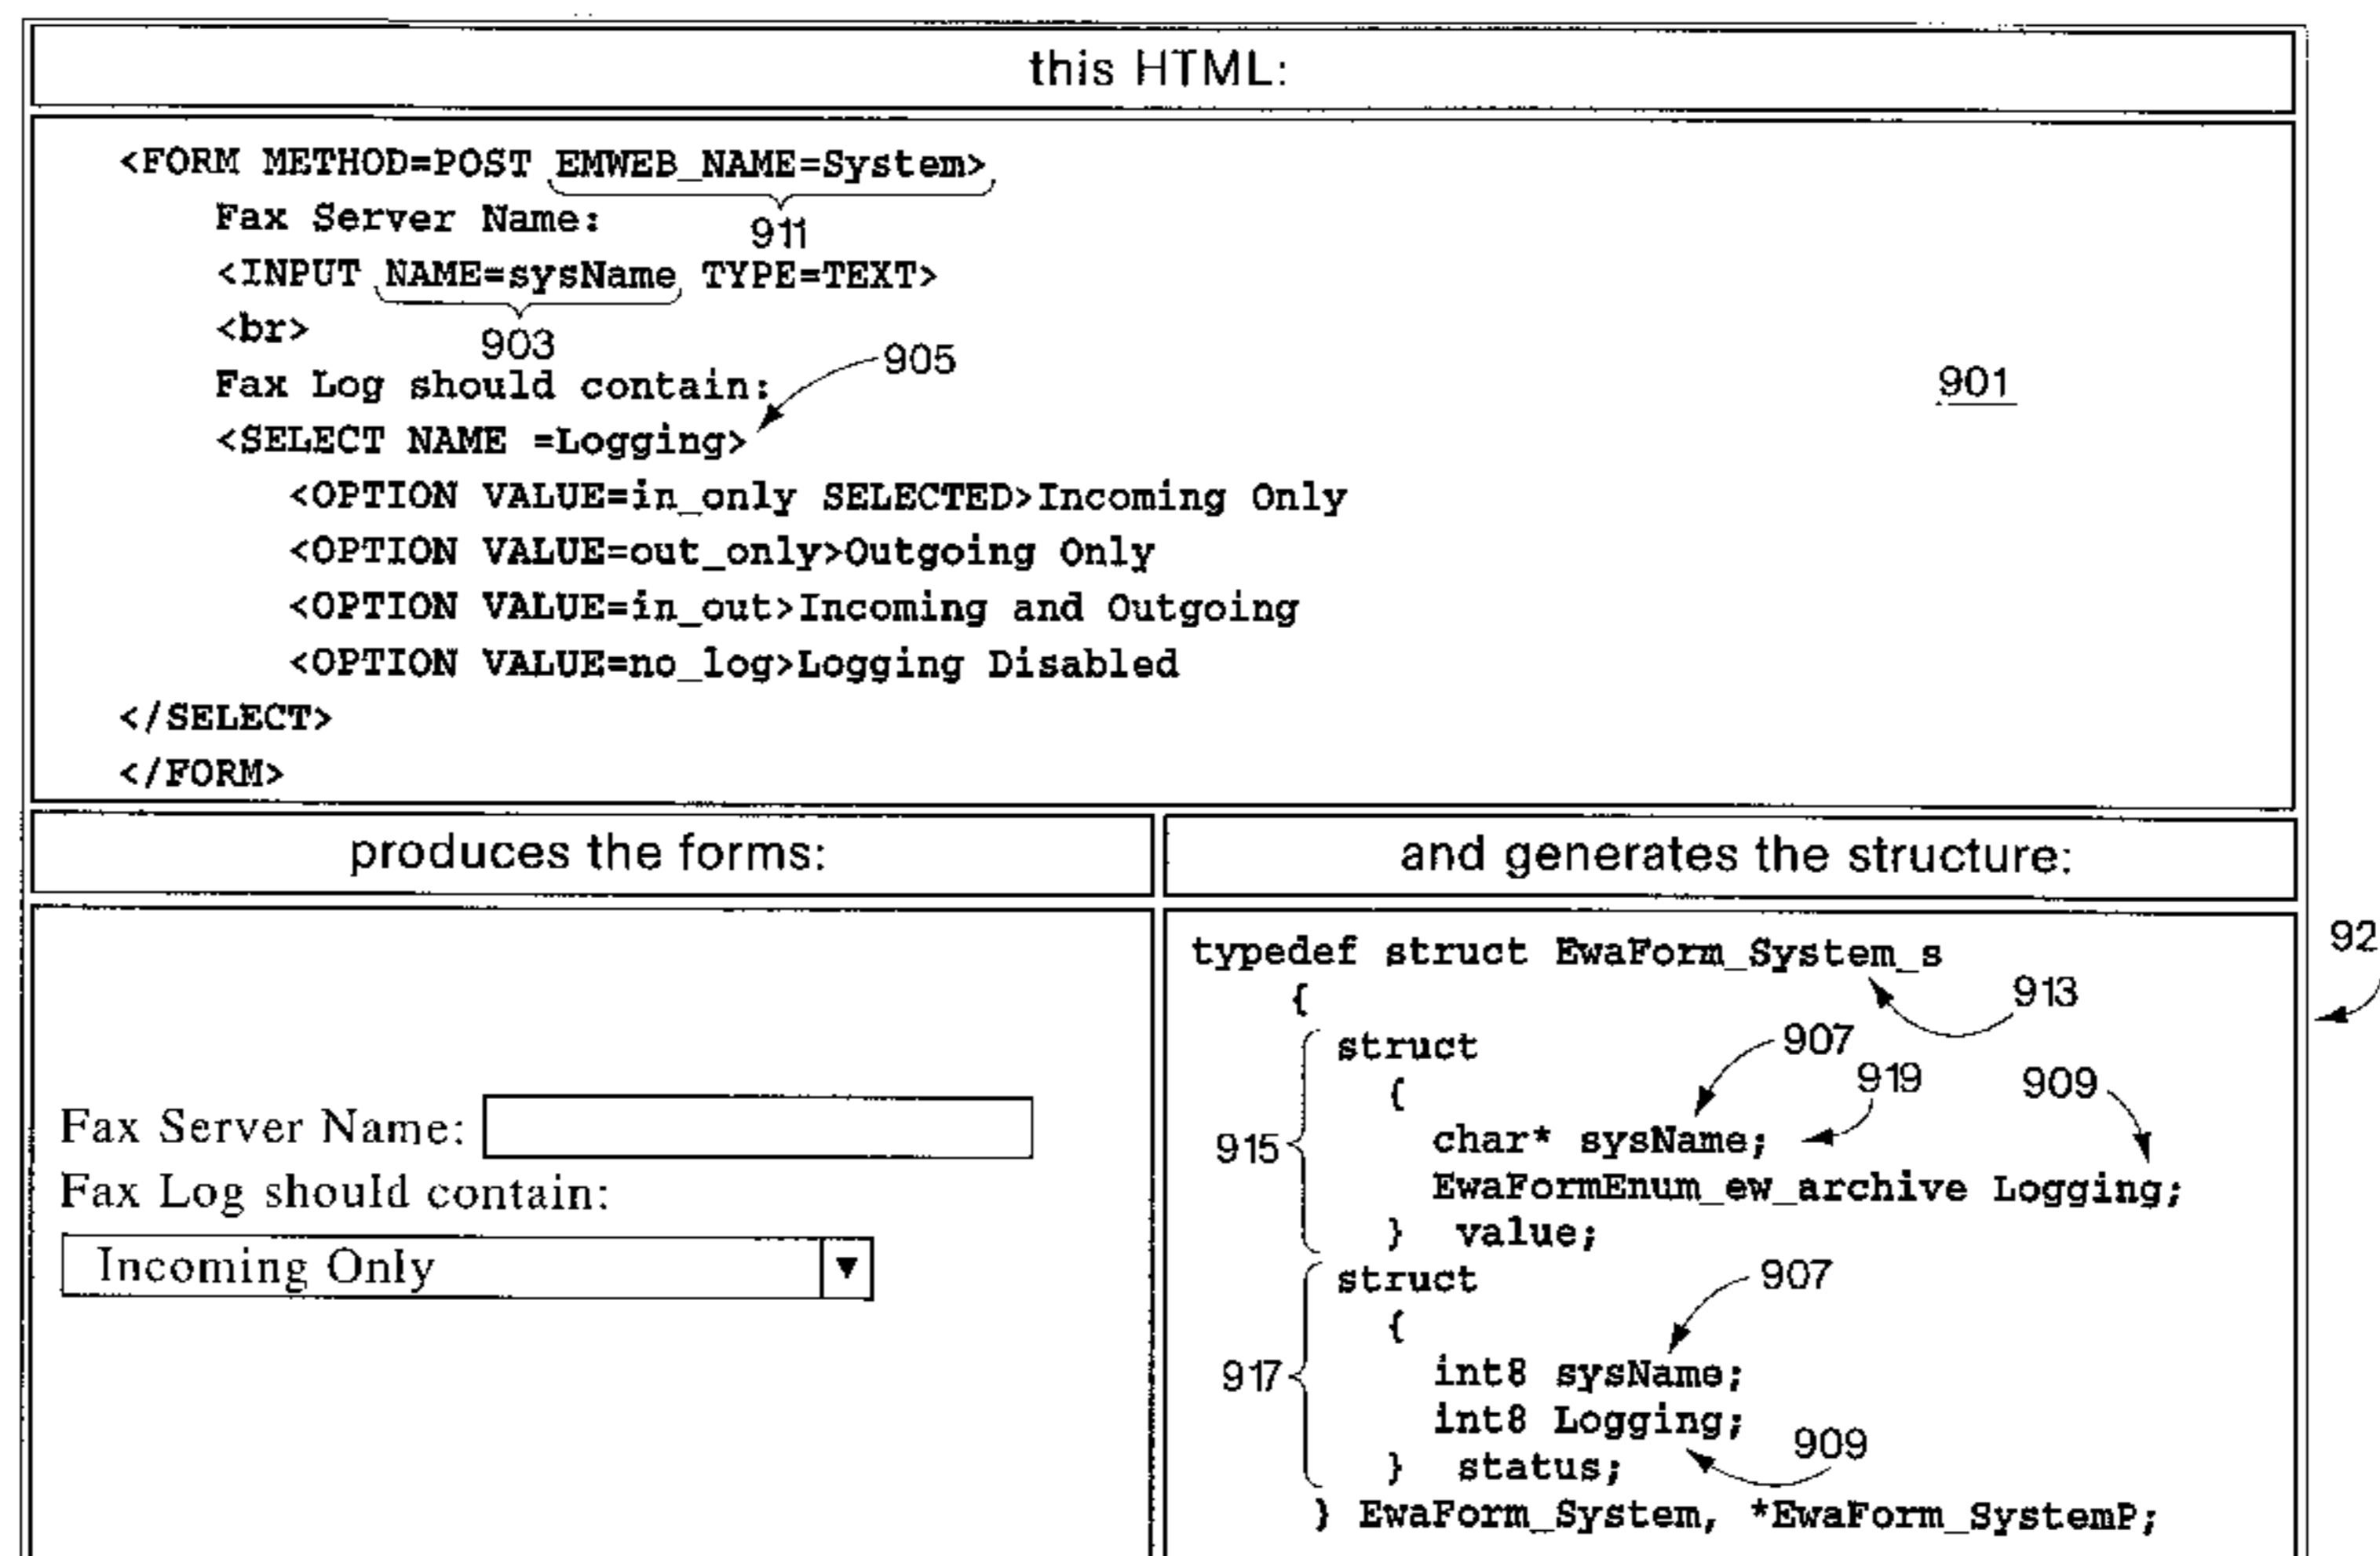 this HTML:
<FORM METHOD=POST EMWEB_NAME=System>
Fax Server Name:
911
<INPUT NAME=sysName TYPE=TEXT>
<br>
903
905
Fax Log should contain:
901
<SELECT NAME =Logging>
<OPTION VALUE=in_only SELECTED>Incoming Only
<OPTION VALUE=out_only>Outgoing Only
<OPTION VALUE=in_out>Incoming and Outgoing
<OPTION VALUE=no_log>Logging Disabled
</SELECT>
</FORM>
produces the forms:
Fax Server Name:
Fax Log should contain:
Incoming Only
and generates the structure:
typedef struct EwaForm_System_s
92
{
913
struct
907
{
919
909
915
char* sysName;
EwaFormEnum_ew_archive Logging;
} value;
struct
907
{
917
int8 sysName;
int8 Logging;
909
} status;
} EwaForm_System, *EwaForm_SystemP;